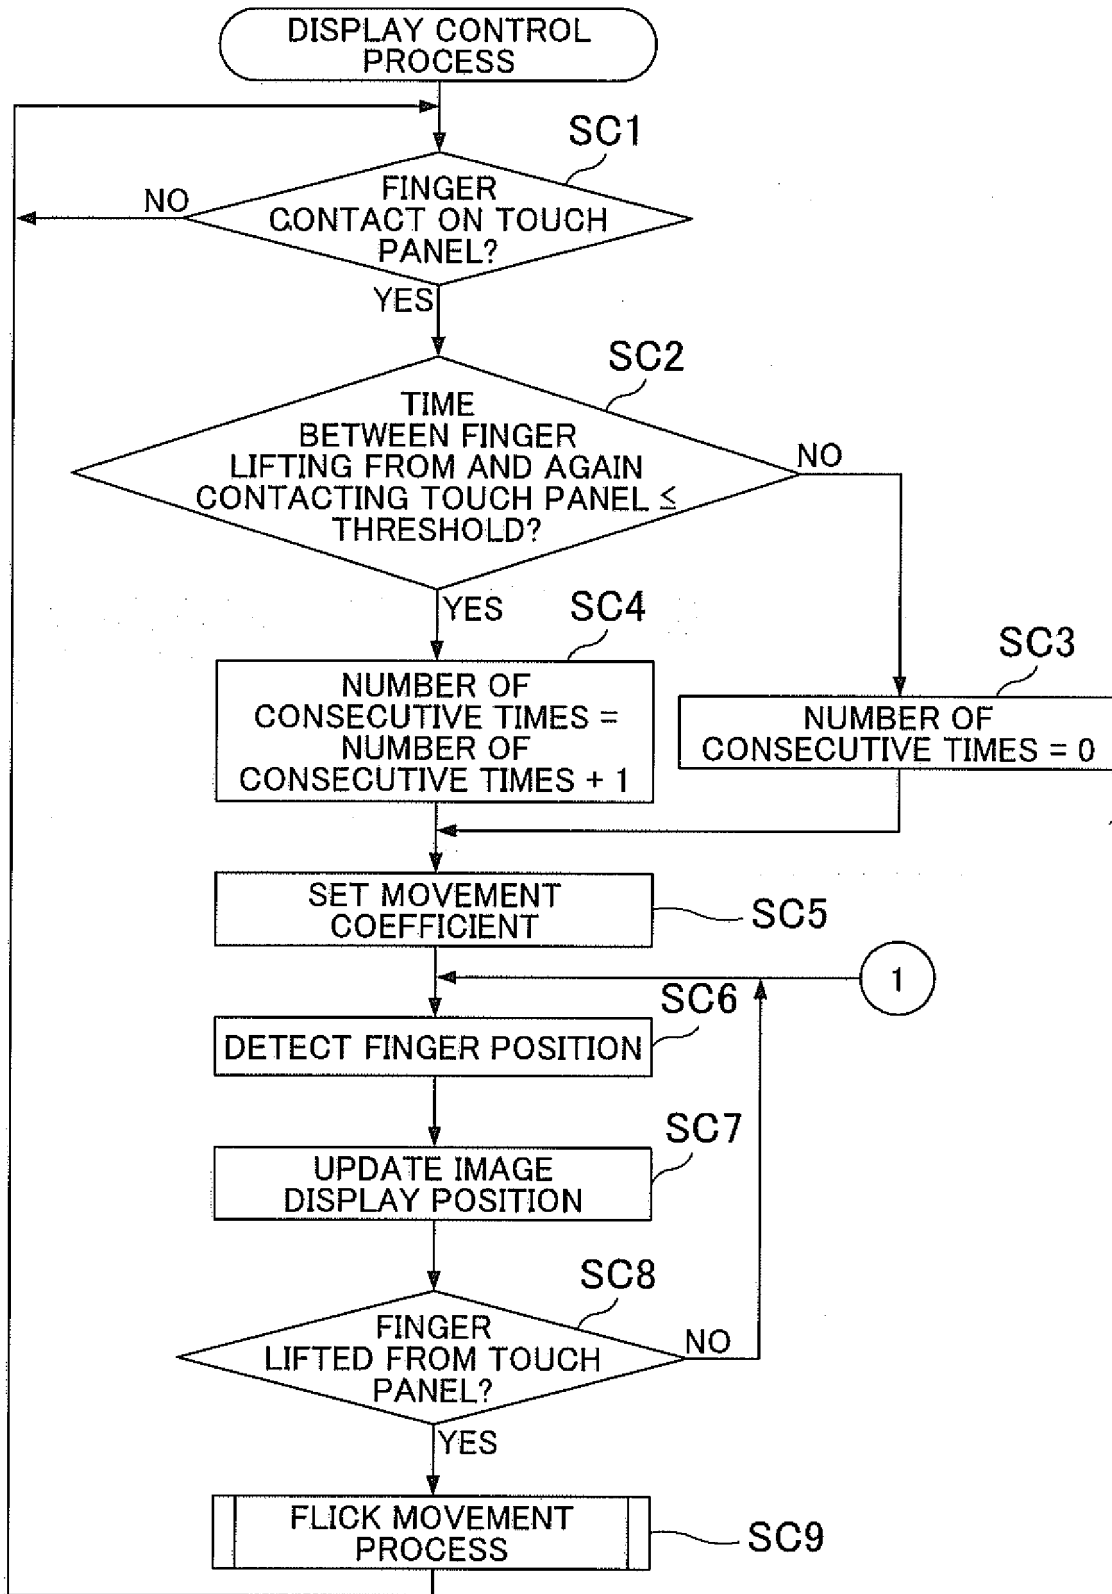 DISPLAY CONTROL
PROCESS
SC1
FINGER
CONTACT ON TOUCH
PANEL?
NO
YES
SC2
TIME
BETWEEN FINGER
LIFTING FROM AND AGAIN
CONTACTING TOUCH PANEL ≤
THRESHOLD?
NO
YES
SC4
NUMBER OF
CONSECUTIVE TIMES =
NUMBER OF
CONSECUTIVE TIMES + 1
SC3
NUMBER OF
CONSECUTIVE TIMES = 0
SET MOVEMENT
COEFFICIENT
SC5
1
SC6
DETECT FINGER POSITION
SC7
UPDATE IMAGE
DISPLAY POSITION
SC8
FINGER
LIFTED FROM TOUCH
PANEL?
NO
YES
FLICK MOVEMENT
PROCESS
SC9